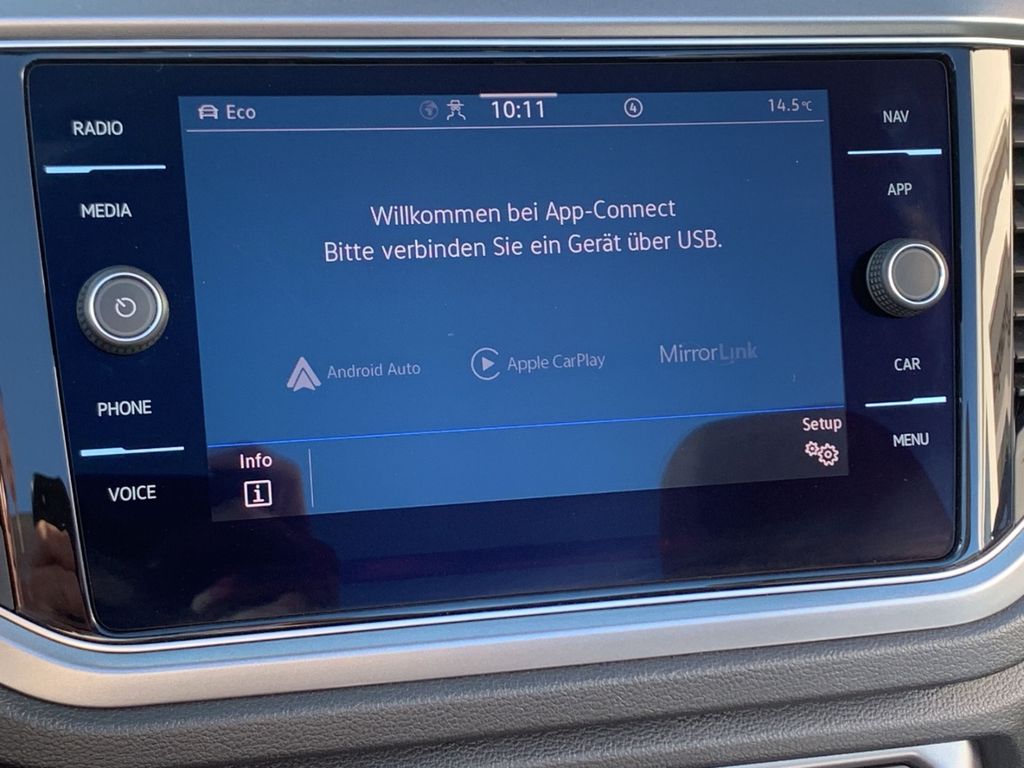 Eco 10:11 4 14.5°C
RADIO
MEDIA
PHONE
VOICE
Willkommen bei App-Connect
Bitte verbinden Sie ein Gerät über USB.
Android Auto Apple CarPlay MirrorLink
Info
i
Setup
NAV
APP
CAR
MENU